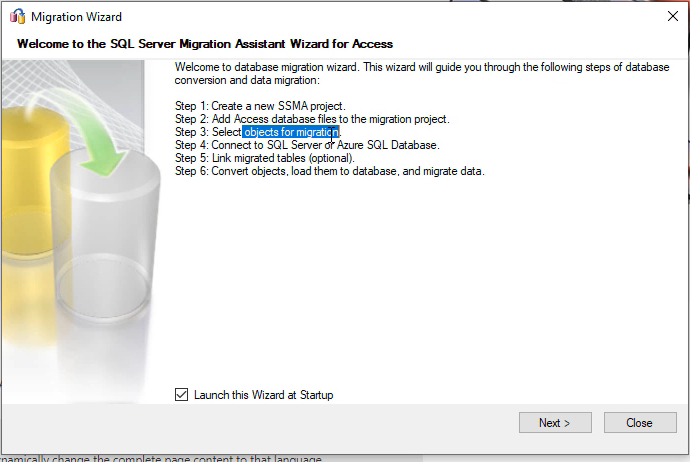 Migration Wizard
Welcome to the SQL Server Migration Assistant Wizard for Access
Welcome to database migration wizard. This wizard will guide you through the following steps of database
conversion and data migration:
Step 1: Create a new SSMA project.
Step 2: Add Access database files to the migration project.
Step 3: Select objects for migration.
Step 4: Connect to SQL Server or Azure SQL Database.
Step 5: Link migrated tables (optional).
Step 6: Convert objects, load them to database, and migrate data.
Launch this Wizard at Startup
Next >
Close
change the complete page content to that language